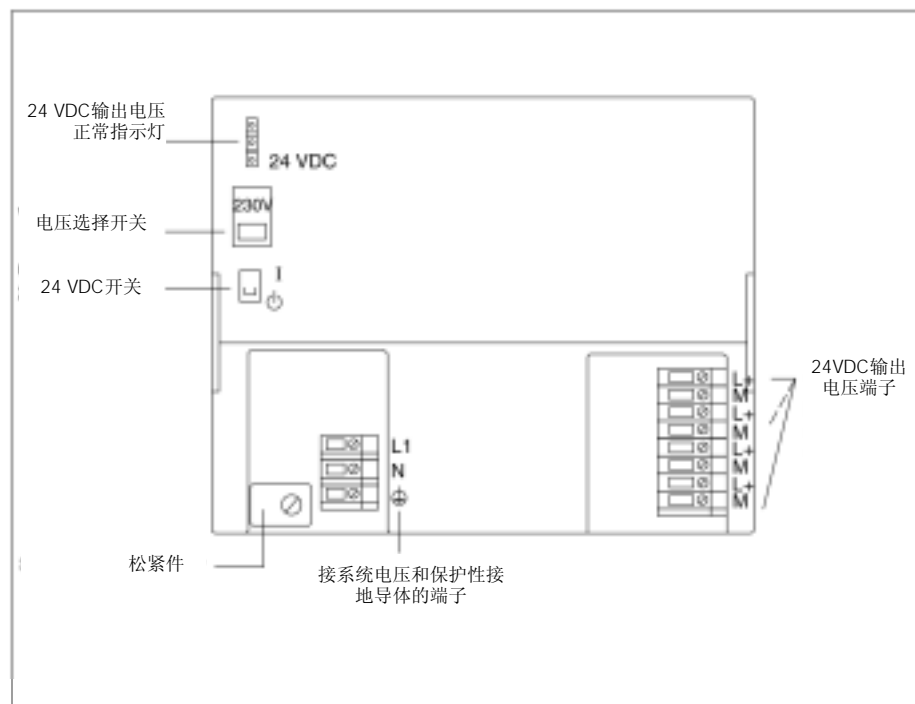 24 VDC输出电压
正常指示灯
24 VDC
230V
电压选择开关
24 VDC开关
I
24VDC输出
电压端子
L+
M
L+
M
L+
M
L+
M
L1
N
松紧件
接系统电压和保护性接
地导体的端子